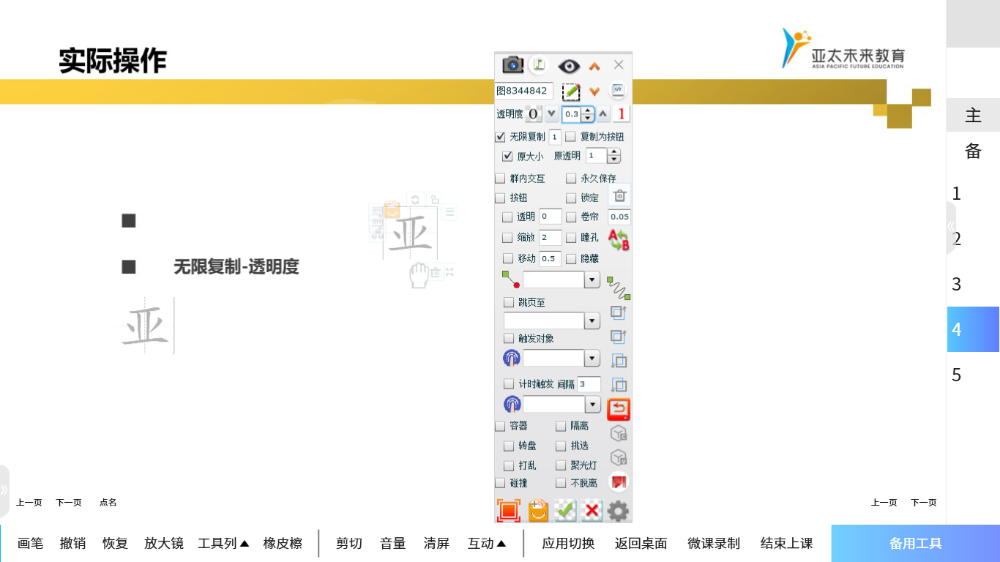 实际操作
亚太未来教育
ASIA PACIFIC FUTURE EDUCATION
图8344842
透明度 0 0.3 1
无限复制 1 复制为按钮
原大小 原透明 1
群内交互 永久保存
按钮 锁定
透明 0 卷帘 0.05
缩放 2 瞳孔 A B
移动 0.5 隐藏
跳页至
触发对象
计时触发 间隔 3
容器 隔离
转盘 挑选
打乱 聚光灯
碰撞 不脱离
无限复制-透明度
亚
亚
主
备
1
2
3
4
5
上一页 下一页 点名
上一页 下一页
画笔 撤销 恢复 放大镜 工具列▲ 橡皮檫 剪切 音量 清屏 互动▲ 应用切换 返回桌面 微课录制 结束上课 备用工具